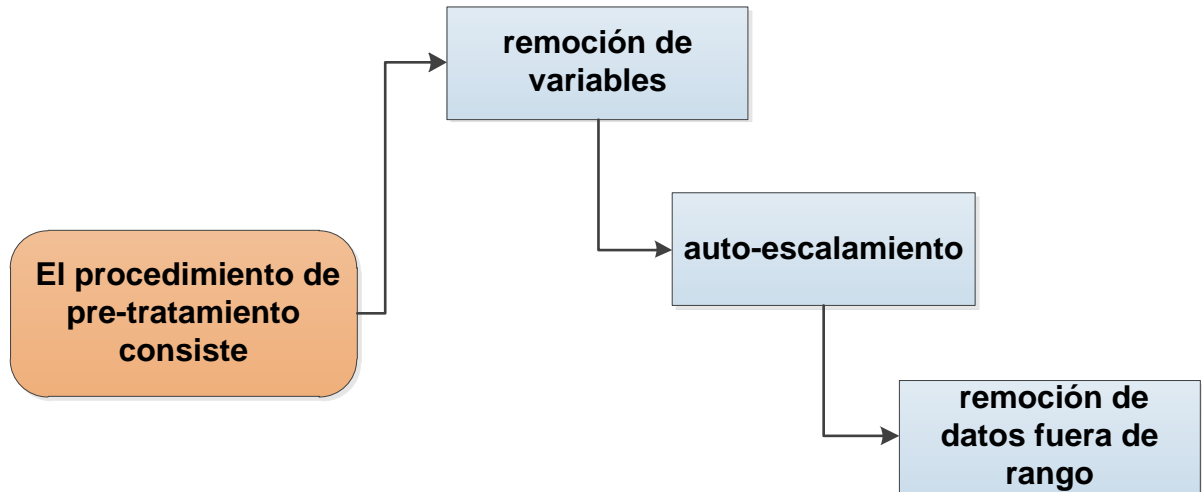 remoción de
variables
auto-escalamiento
El procedimiento de
pre-tratamiento
consiste
remoción de
datos fuera de
rango